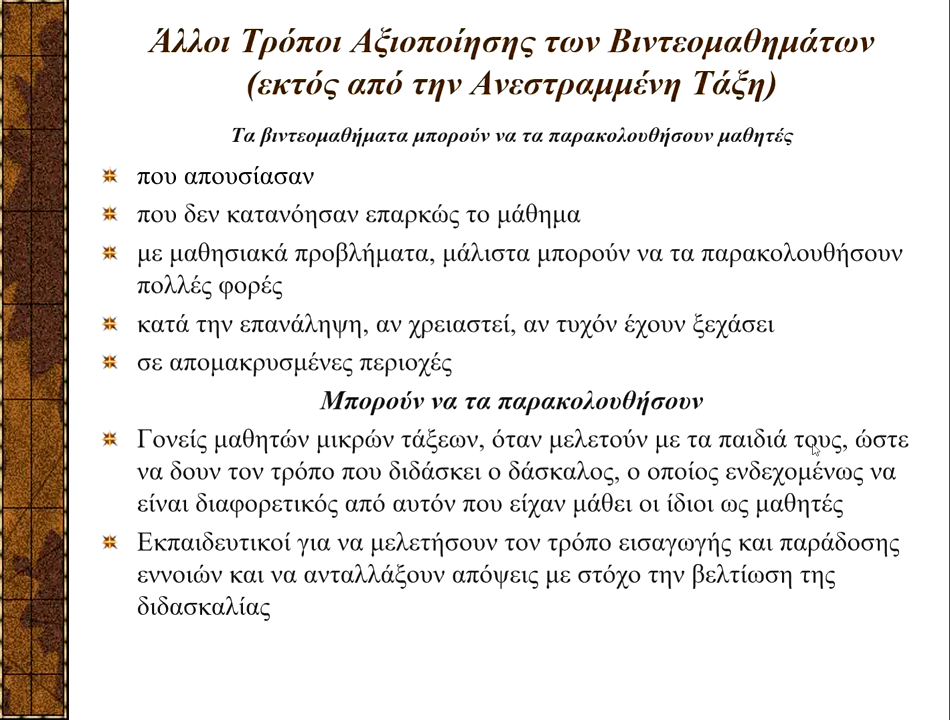 Άλλοι Τρόποι Αξιοποίησης των Βιντεομαθημάτων
(εκτός από την Ανεστραμμένη Τάξη)
Τα βιντεομαθήματα μπορούν να τα παρακολουθήσουν μαθητές
που απουσίασαν
που δεν κατανόησαν επαρκώς το μάθημα
με μαθησιακά προβλήματα, μάλιστα μπορούν να τα παρακολουθήσουν
πολλές φορές
κατά την επανάληψη, αν χρειαστεί, αν τυχόν έχουν ξεχάσει
σε απομακρυσμένες περιοχές
Μπορούν να τα παρακολουθήσουν
Γονείς μαθητών μικρών τάξεων, όταν μελετούν με τα παιδιά τους, ώστε
να δουν τον τρόπο που διδάσκει ο δάσκαλος, ο οποίος ενδεχομένως να
είναι διαφορετικός από αυτόν που είχαν μάθει οι ίδιοι ως μαθητές
Εκπαιδευτικοί για να μελετήσουν τον τρόπο εισαγωγής και παράδοσης
εννοιών και να ανταλλάξουν απόψεις με στόχο την βελτίωση της
διδασκαλίας